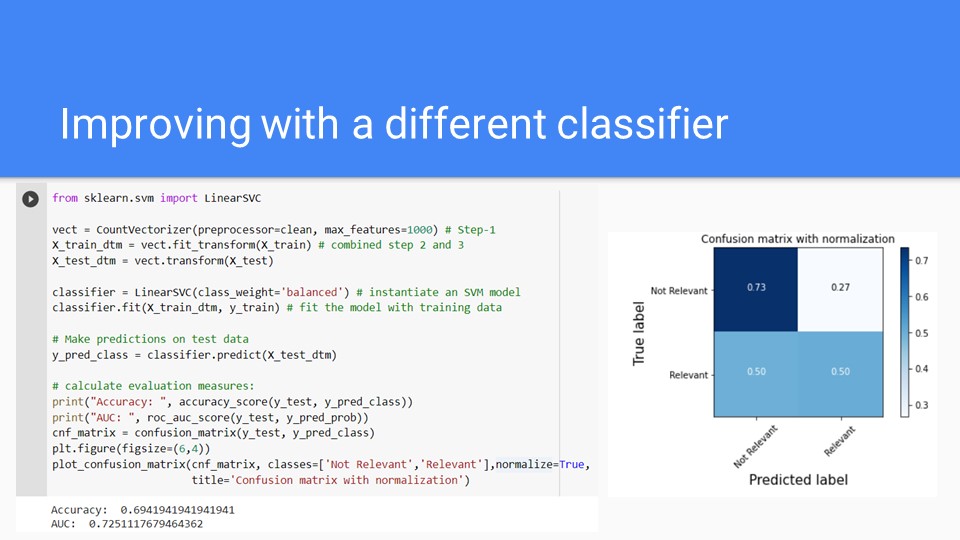 Improving with a different classifier
from sklearn.svm import LinearSVC
vect = CountVectorizer(preprocessor=clean, max_features=1000) # Step-1
X_train_dtm = vect.fit_transform(X_train) # combined step 2 and 3
X_test_dtm = vect.transform(X_test)
classifier = LinearSVC(class_weight='balanced') # instantiate an SVM model
classifier.fit(X_train_dtm, y_train) # fit the model with training data
# Make predictions on test data
y_pred_class = classifier.predict(X_test_dtm)
# calculate evaluation measures:
print("Accuracy: ", accuracy_score(y_test, y_pred_class))
print("AUC: ", roc_auc_score(y_test, y_pred_prob))
cnf_matrix = confusion_matrix(y_test, y_pred_class)
plt.figure(figsize=(6,4))
plot_confusion_matrix(cnf_matrix, classes=['Not Relevant','Relevant'],normalize=True,
title='Confusion matrix with normalization')
Accuracy:  0.6941941941941941
AUC:  0.7251117679464362
Confusion matrix with normalization
True label
Not Relevant
Relevant
0.73
0.27
0.50
0.50
Not Relevant
Relevant
Predicted label
0.7
0.6
0.5
0.4
0.3